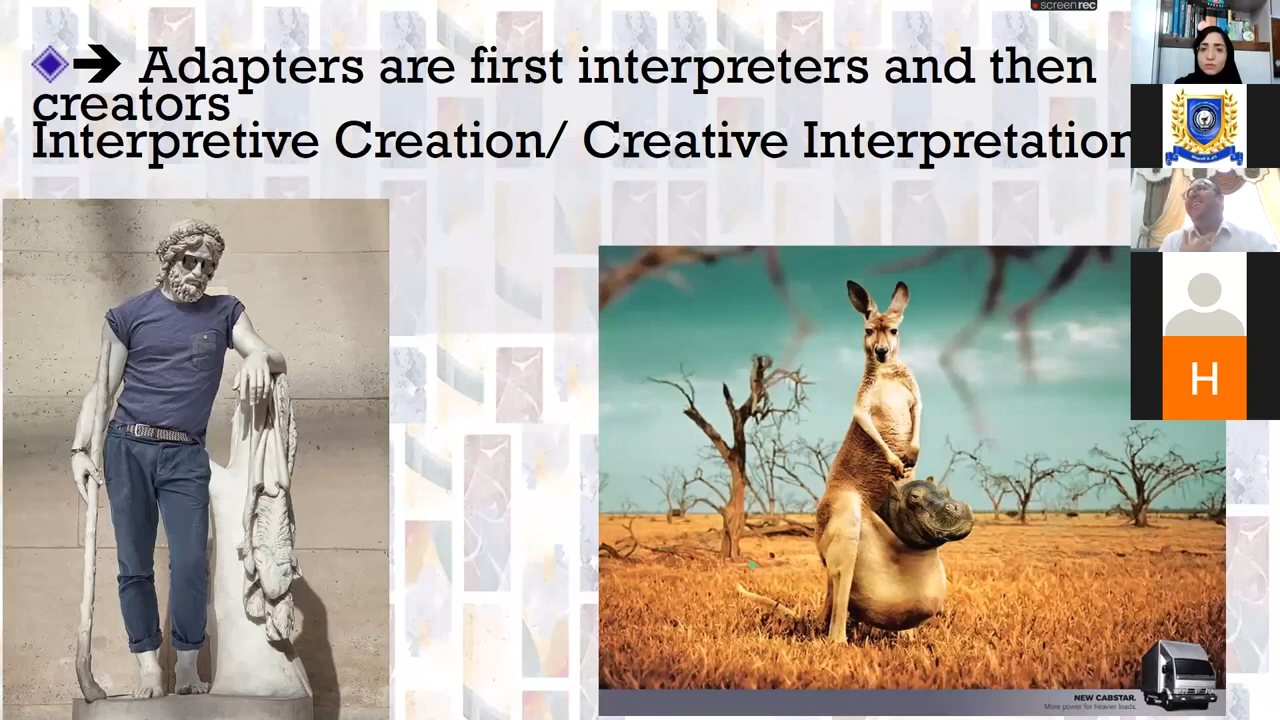 screenrec
Adapters are first interpreters and then
creators
Interpretive Creation/ Creative Interpretation
H
NEW CABSTAR.
More power for heavier loads.